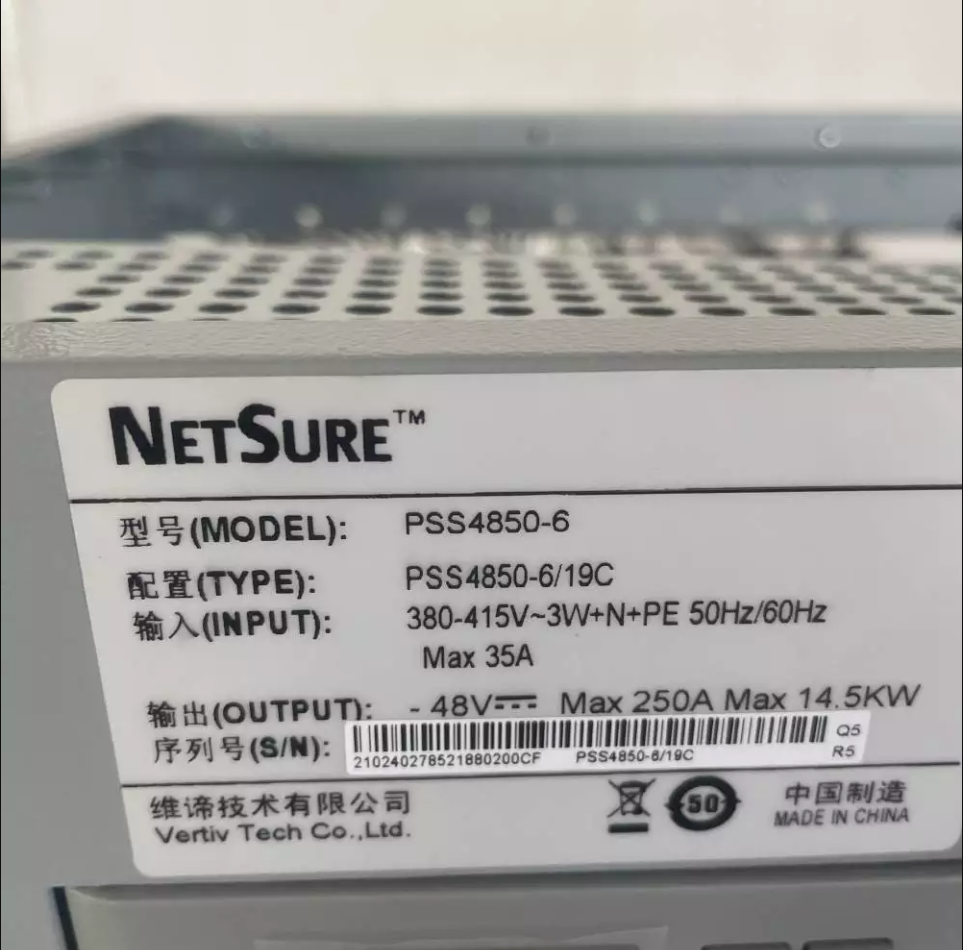 NETSURE™
型号(MODEL): PSS4850-6
配置(TYPE): PSS4850-6/19C
输入(INPUT): 380-415V~3W+N+PE 50Hz/60Hz
Max 35A
输出(OUTPUT): - 48V⎓ Max 250A Max 14.5KW
序列号(S/N):
210240278521880200CF PSS4850-6/19C
Q5
R5
维谛技术有限公司
Vertiv Tech Co.,Ltd.
50
中国制造
MADE IN CHINA